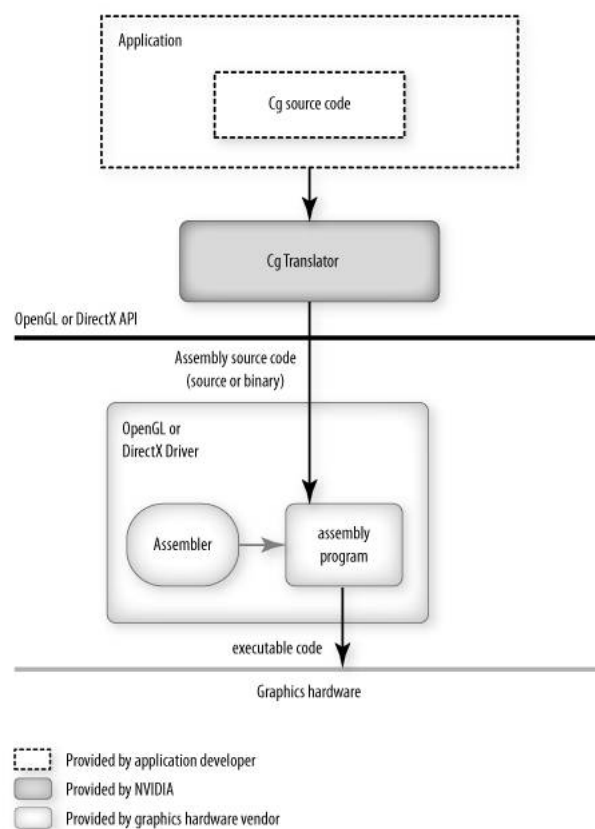 Application
Cg source code
Cg Translator
OpenGL or DirectX API
Assembly source code
(source or binary)
OpenGL or
DirectX Driver
Assembler
assembly
program
executable code
Graphics hardware
Provided by application developer
Provided by NVIDIA
Provided by graphics hardware vendor